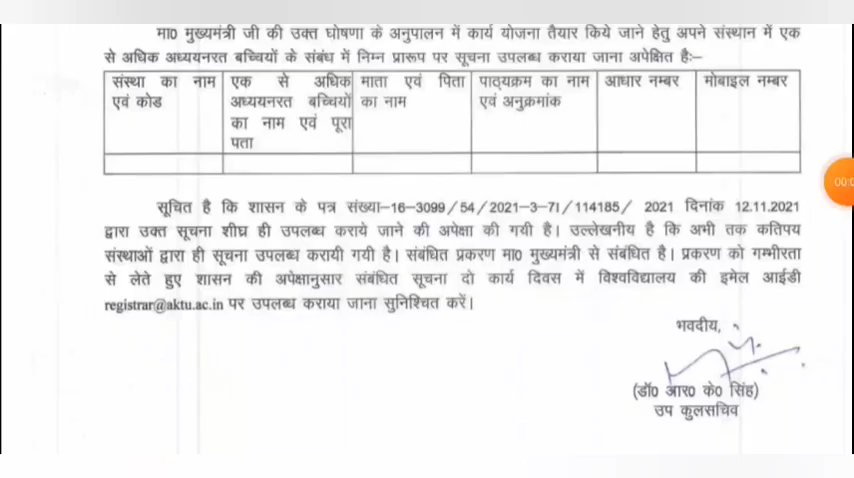 मा0 मुख्यमंत्री जी की उक्त घोषणा के अनुपालन में कार्य योजना तैयार किये जाने हेतु अपने संस्थान में एक
से अधिक अध्ययनरत बच्चियों के संबंध में निम्न प्रारूप पर सूचना उपलब्ध कराया जाना अपेक्षित हैः–
संस्था का नाम एवं कोड
एक से अधिक अध्ययनरत बच्चियों का नाम एवं पूरा पता
माता एवं पिता का नाम
पाठ्यक्रम का नाम एवं अनुक्रमांक
आधार नम्बर
मोबाइल नम्बर
सूचित है कि शासन के पत्र संख्या–16-3099/54/2021-3-71/114185/ 2021 दिनांक 12.11.2021
द्वारा उक्त सूचना शीघ्र ही उपलब्ध कराये जाने की अपेक्षा की गयी है। उल्लेखनीय है कि अभी तक कतिपय
संस्थाओं द्वारा ही सूचना उपलब्ध करायी गयी है। संबंधित प्रकरण मा0 मुख्यमंत्री से संबंधित है। प्रकरण को गम्भीरता
से लेते हुए शासन की अपेक्षानुसार संबंधित सूचना दो कार्य दिवस में विश्वविद्यालय की इमेल आईडी
registrar@aktu.ac.in पर उपलब्ध कराया जाना सुनिश्चित करें।
भवदीय,
(डॉ0 आर0 के0 सिंह)
उप कुलसचिव